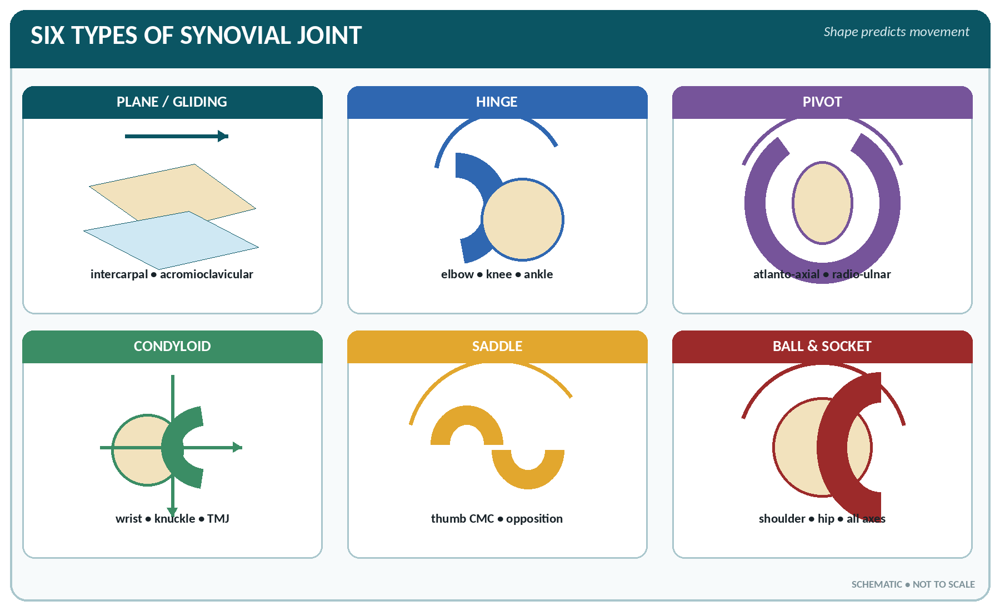 SIX TYPES OF SYNOVIAL JOINT
Shape predicts movement
PLANE / GLIDING
intercarpal • acromioclavicular
HINGE
elbow • knee • ankle
PIVOT
atlanto-axial • radio-ulnar
CONDYLOID
wrist • knuckle • TMJ
SADDLE
thumb CMC • opposition
BALL & SOCKET
shoulder • hip • all axes
SCHEMATIC • NOT TO SCALE